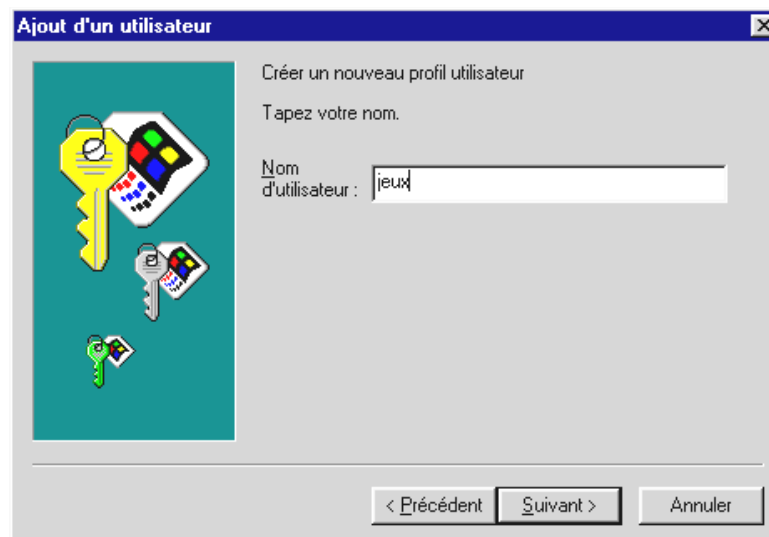 Ajout d'un utilisateur
Créer un nouveau profil utilisateur
Tapez votre nom.
Nom
d'utilisateur :
jeux
< Précédent
Suivant >
Annuler